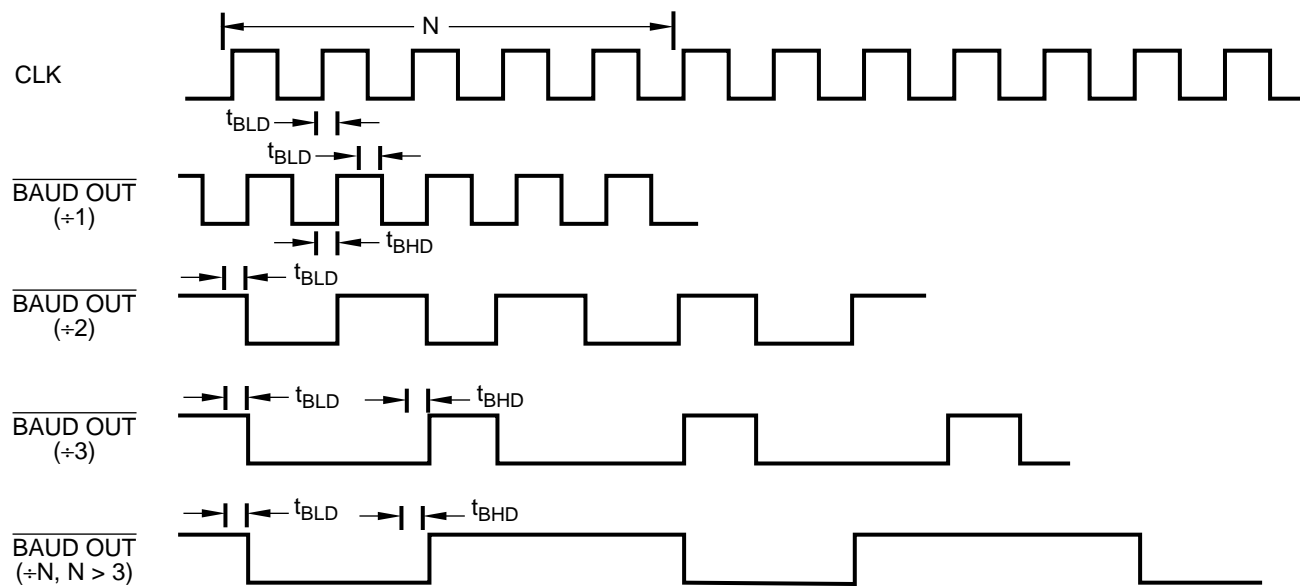 N
CLK
tBLD
tBLD
BAUD OUT
(÷1)
tBHD
tBLD
BAUD OUT
(÷2)
tBLD
tBHD
BAUD OUT
(÷3)
tBLD
tBHD
BAUD OUT
(÷N, N > 3)